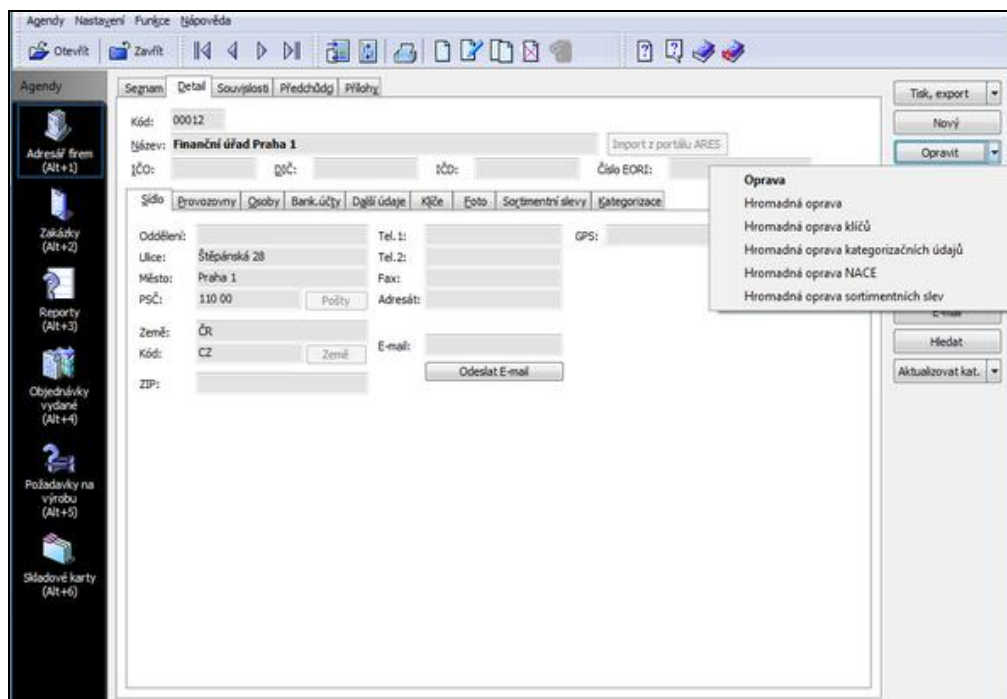 Agendy Nastavení Funkce Nápověda
Otevřít Zavřít
Agendy
Adresář firem
(Alt+1)
Zakázky
(Alt+2)
Reporty
(Alt+3)
Objednávky
vydané
(Alt+4)
Požadavky na
výrobu
(Alt+5)
Skladové karty
(Alt+6)
Seznam Detail Souvislosti Předchůdci Přílohy
Kód: 00012
Název: Finanční úřad Praha 1 Import z portálu ARES
IČO: DIČ: IČD: Číslo EORI:
Sídlo Provozovny Osoby Bank.účty Další údaje Klíče Foto Sortimentní slevy Kategorizace
Oddělení: Tel.1: GPS:
Ulice: Štěpánská 28 Tel.2:
Město: Praha 1 Fax:
PSČ: 110 00 Pošty Adresát:
Země: ČR
Kód: CZ Země E-mail:
ZIP: Odeslat E-mail
Tisk, export
Nový
Opravit
Oprava
Hromadná oprava
Hromadná oprava klíčů
Hromadná oprava kategorizačních údajů
Hromadná oprava NACE
Hromadná oprava sortimentních slev
E-mail
Hledat
Aktualizovat kat.